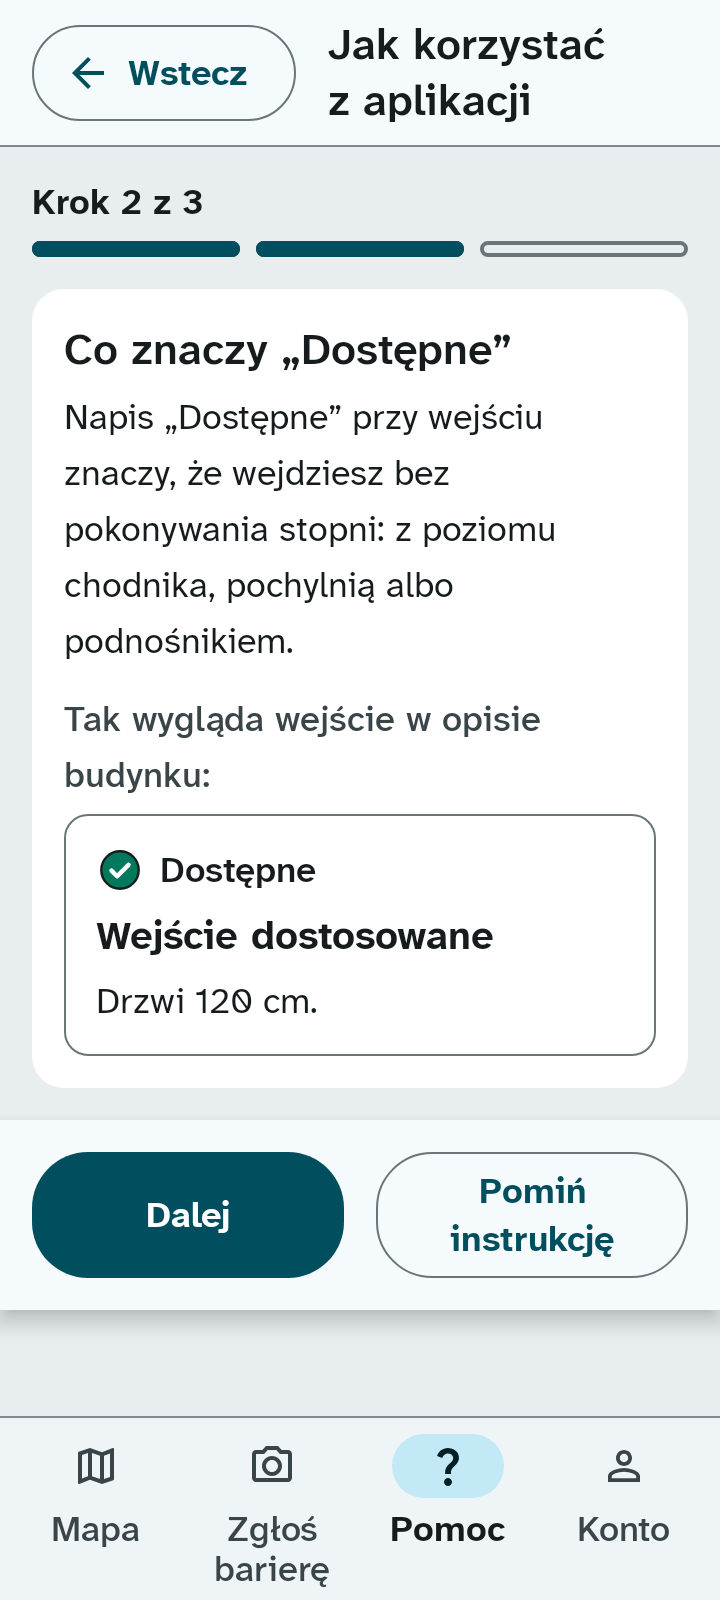 Wstecz
Jak korzystać
z aplikacji
Krok 2 z 3
Co znaczy „Dostępne”
Napis „Dostępne” przy wejściu
znaczy, że wejdziesz bez
pokonywania stopni: z poziomu
chodnika, pochylnią albo
podnośnikiem.
Tak wygląda wejście w opisie
budynku:
Dostępne
Wejście dostosowane
Drzwi 120 cm.
Dalej
Pomiń
instrukcję
Mapa
Zgłoś
barierę
Pomoc
Konto